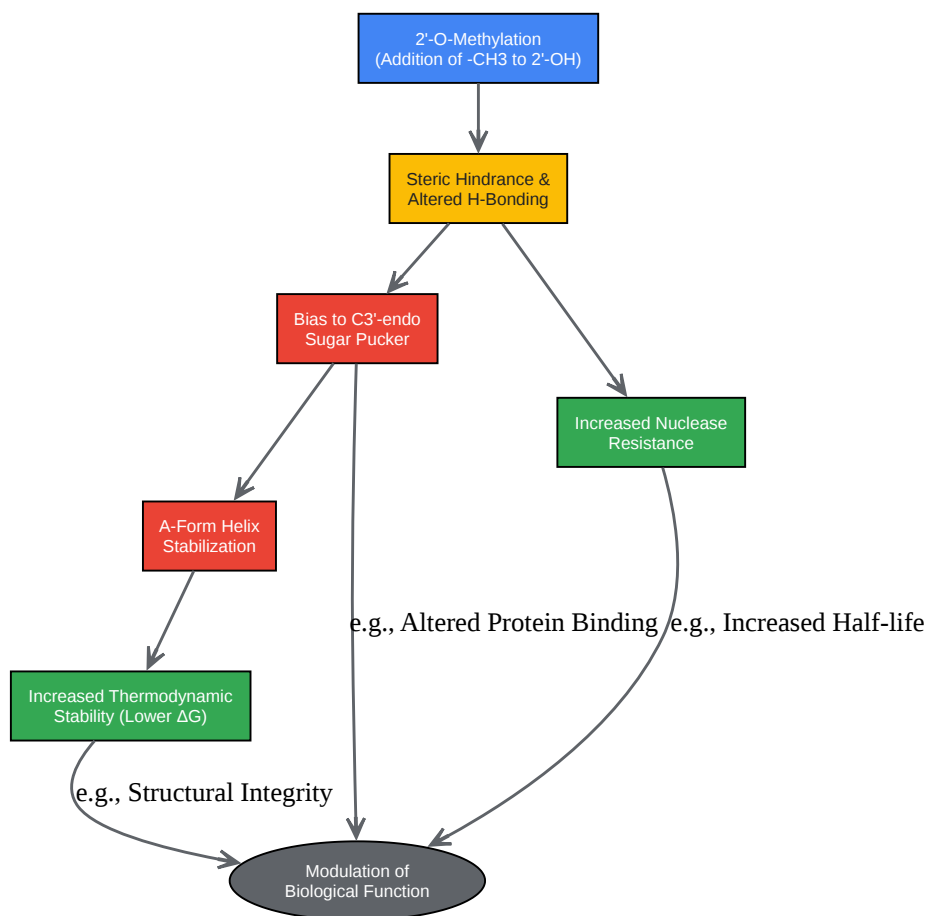 2'-O-Methylation
(Addition of -CH3 to 2'-OH)
Steric Hindrance &
Altered H-Bonding
Bias to C3'-endo
Sugar Pucker
Increased Nuclease
Resistance
A-Form Helix
Stabilization
e.g., Altered Protein Binding
e.g., Increased Half-life
Increased Thermodynamic
Stability (Lower ΔG)
e.g., Structural Integrity
Modulation of
Biological Function